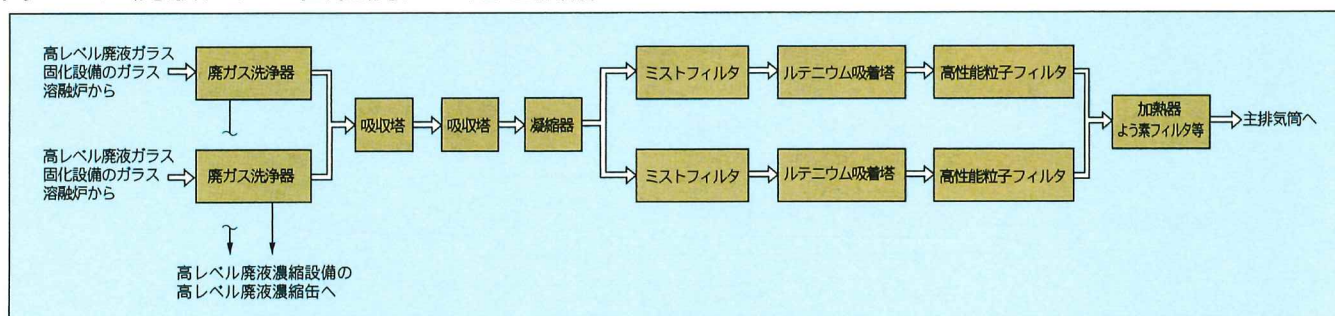 高レベル廃液ガラス
固化設備のガラス
溶融炉から
廃ガス洗浄器
高レベル廃液ガラス
固化設備のガラス
溶融炉から
廃ガス洗浄器
高レベル廃液濃縮設備の
高レベル廃液濃縮缶へ
吸収塔
吸収塔
凝縮器
ミストフィルタ
ルテニウム吸着塔
高性能粒子フィルタ
ミストフィルタ
ルテニウム吸着塔
高性能粒子フィルタ
加熱器
よう素フィルタ等
主排気筒へ